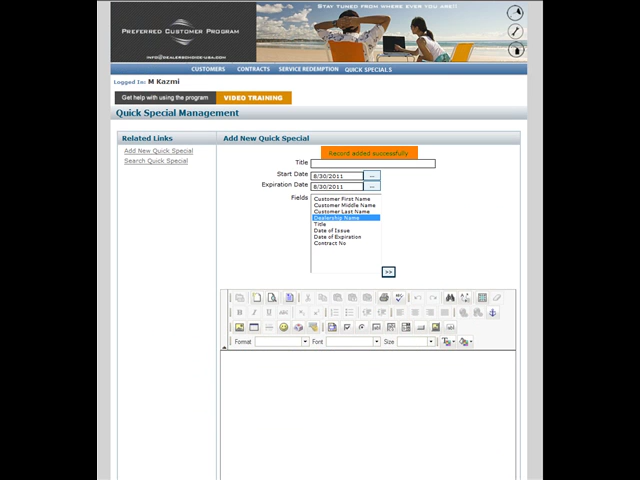 STAY TUNED FROM WHERE EVER YOU ARE!!
PREFERRED CUSTOMER PROGRAM
INFO@DEALERSCHOICE-USA.COM
CUSTOMERS CONTRACTS SERVICE REDEMPTION QUICK SPECIALS
Logged In: M Kazmi
Get help with using the program VIDEO TRAINING
Quick Special Management
Related Links
Add New Quick Special
Search Quick Special
Add New Quick Special
Record added successfully
Title
Start Date 8/30/2011 ...
Expiration Date 8/30/2011 ...
Fields
Customer First Name
Customer Middle Name
Customer Last Name
Dealership Name
Title
Date of Issue
Date of Expiration
Contract No
>>
B I U ABC
Format Font Size